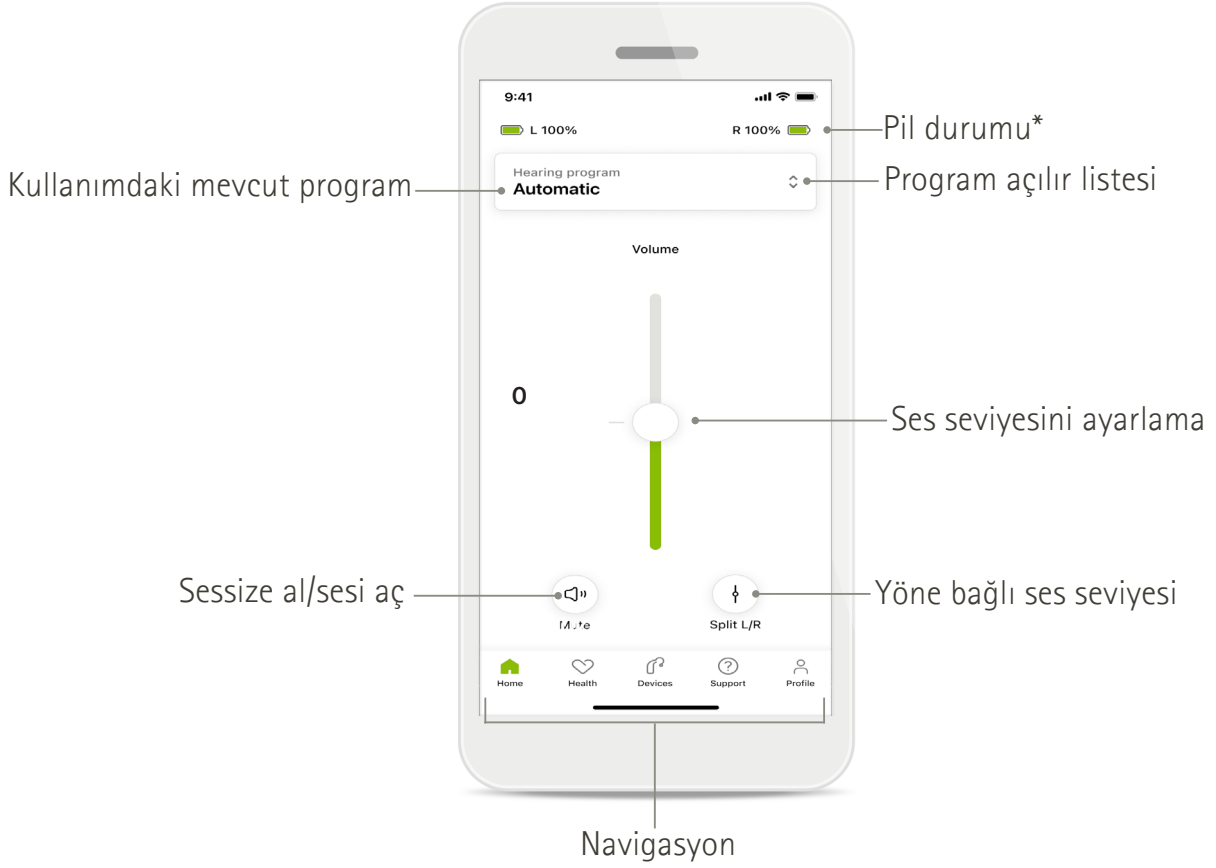 9:41
L 100%
R 100%
Pil durumu*
Kullanımdaki mevcut program
Hearing program
Automatic
Program açılır listesi
Volume
0
Ses seviyesini ayarlama
Sessize al/sesi aç
Yöne bağlı ses seviyesi
Split L/R
Home
Health
Devices
Support
Profile
Navigasyon